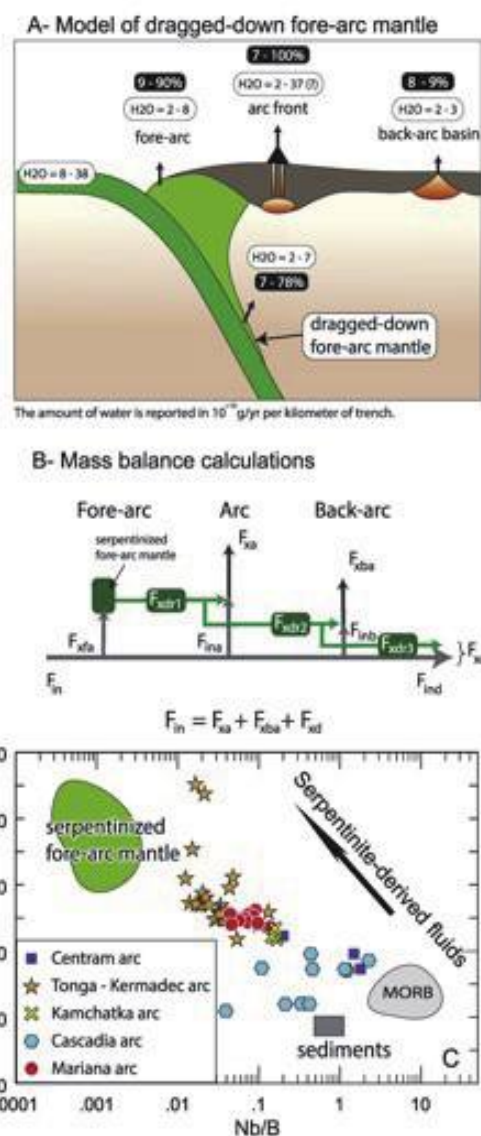 A- Model of dragged-down fore-arc mantle
7 - 100%
9 - 90%
H2O = 2 - 37 (?)
8 - 9%
H2O = 2 - 8
arc front
H2O = 2 - 3
fore-arc
back-arc basin
H2O = 8 - 38
H2O = 2 - 7
7 - 78%
dragged-down
fore-arc mantle
g/yr per kilometer of trench.
The amount of water is reported in 10
B- Mass balance calculations
Fore-arc Arc Back-arc
serpentinized
fore-arc mantle
Fxa
Fxba
Fxdr1
Fxdr2
Fxfa
Fina
Finb
Fxdr3
Fin
Find
Fin = Fxa + Fxba + Fxd
serpentinized
fore-arc mantle
Serpentinite-derived fluids
Centram arc
Tonga - Kermadec arc
Kamchatka arc
Cascadia arc
Mariana arc
MORB
sediments
C
0001 .001 .01 .1 1 10
Nb/B